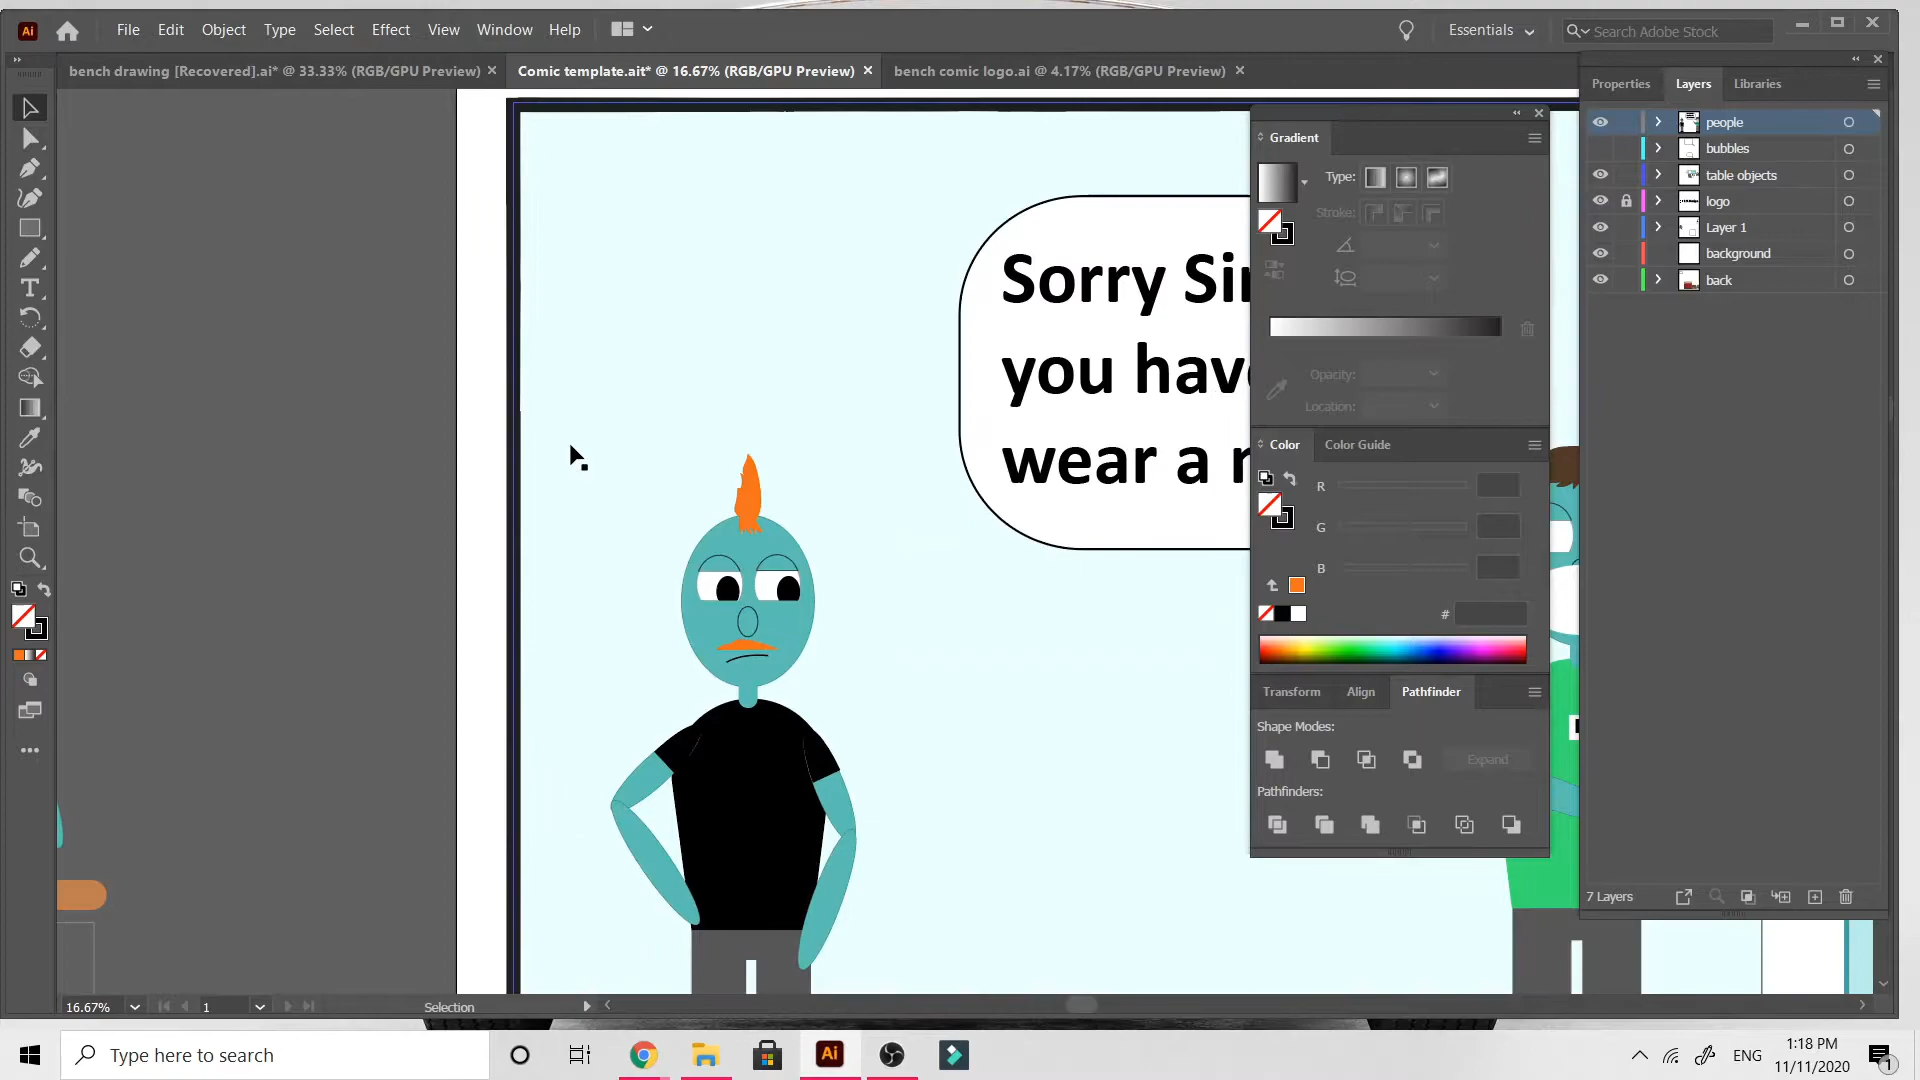 Ai
File Edit Object Type Select Effect View Window Help
Essentials
Search Adobe Stock
bench drawing [Recovered].ai* @ 33.33% (RGB/GPU Preview)
Comic template.ait* @ 16.67% (RGB/GPU Preview)
bench comic logo.ai @ 4.17% (RGB/GPU Preview)
Properties Layers Libraries
people
bubbles
table objects
logo
Layer 1
background
back
7 Layers
Gradient
Type:
Stroke:
Opacity:
Location:
Color Color Guide
R
G
B
#
Transform Align Pathfinder
Shape Modes:
Expand
Pathfinders:
Sorry
you
wear a
16.67%
1
Selection
Type here to search
Ai
ENG
1:18 PM
11/11/2020
1